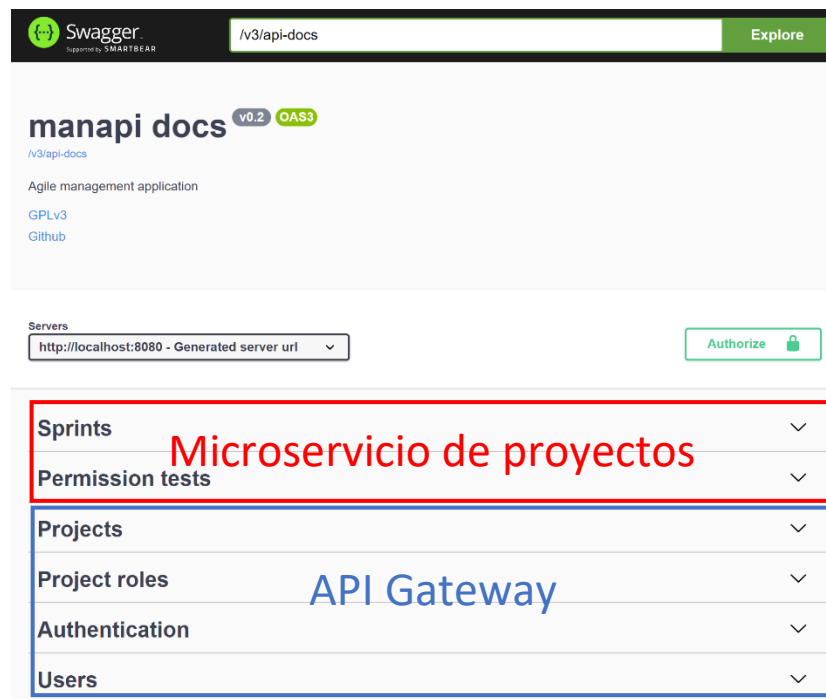 Swagger.
Supported by SMARTBEAR
/v3/api-docs
Explore
manapi docs v0.2 OAS3
/v3/api-docs
Agile management application
GPLv3
Github
Servers
http://localhost:8080 - Generated server url
Authorize
Sprints
Microservicio de proyectos
Permission tests
Projects
Project roles
API Gateway
Authentication
Users